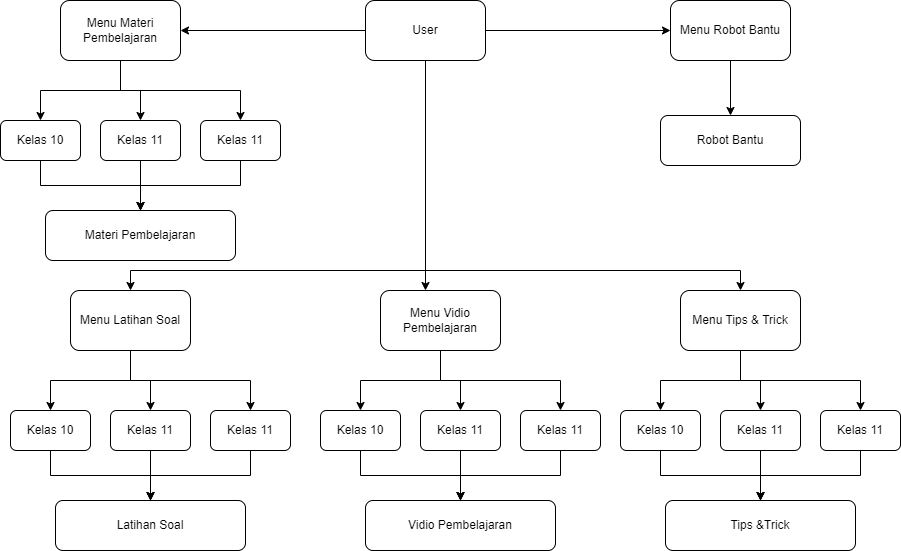 Menu Materi
Pembelajaran
User
Menu Robot Bantu
Kelas 10
Kelas 11
Kelas 11
Robot Bantu
Materi Pembelajaran
Menu Latihan Soal
Menu Vidio
Pembelajaran
Menu Tips & Trick
Kelas 10
Kelas 11
Kelas 11
Kelas 10
Kelas 11
Kelas 11
Kelas 10
Kelas 11
Kelas 11
Latihan Soal
Vidio Pembelajaran
Tips &Trick